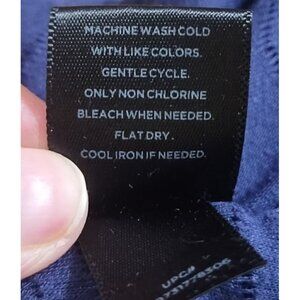 MACHINE WASH COLD
WITH LIKE COLORS.
GENTLE CYCLE.
ONLY NON CHLORINE
BLEACH WHEN NEEDED.
FLAT DRY.
COOL IRON IF NEEDED.
UPC#